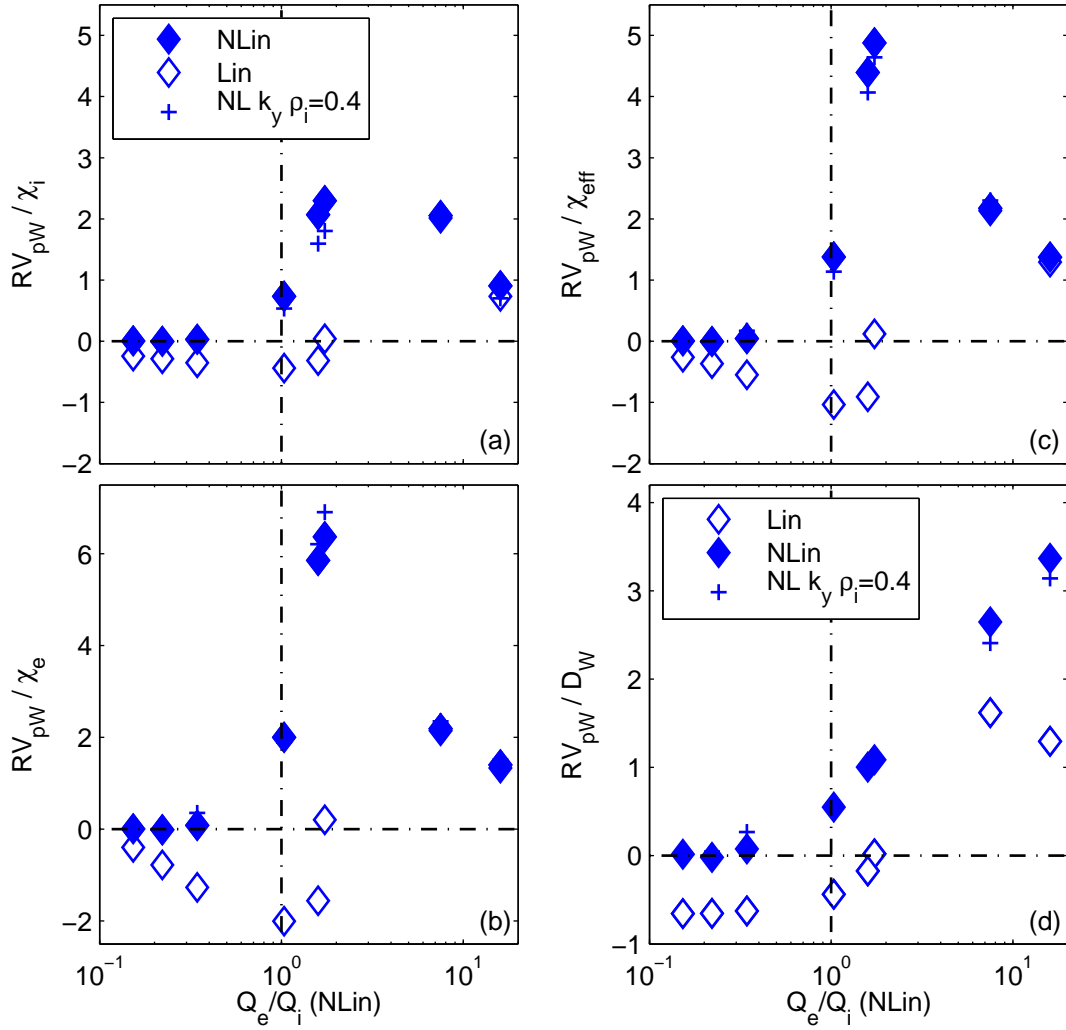 5
4
3
2
1
0
−1
−2
RV_pW / χ_i
NLin
Lin
NL k_y ρ_i=0.4
(a)
5
4
3
2
1
0
−1
−2
RV_pW / χ_eff
(c)
6
4
2
0
−2
RV_pW / χ_e
(b)
10^−1
10^0
10^1
Q_e/Q_i (NLin)
4
3
2
1
0
−1
RV_pW / D_W
Lin
NLin
NL k_y ρ_i=0.4
(d)
10^−1
10^0
10^1
Q_e/Q_i (NLin)